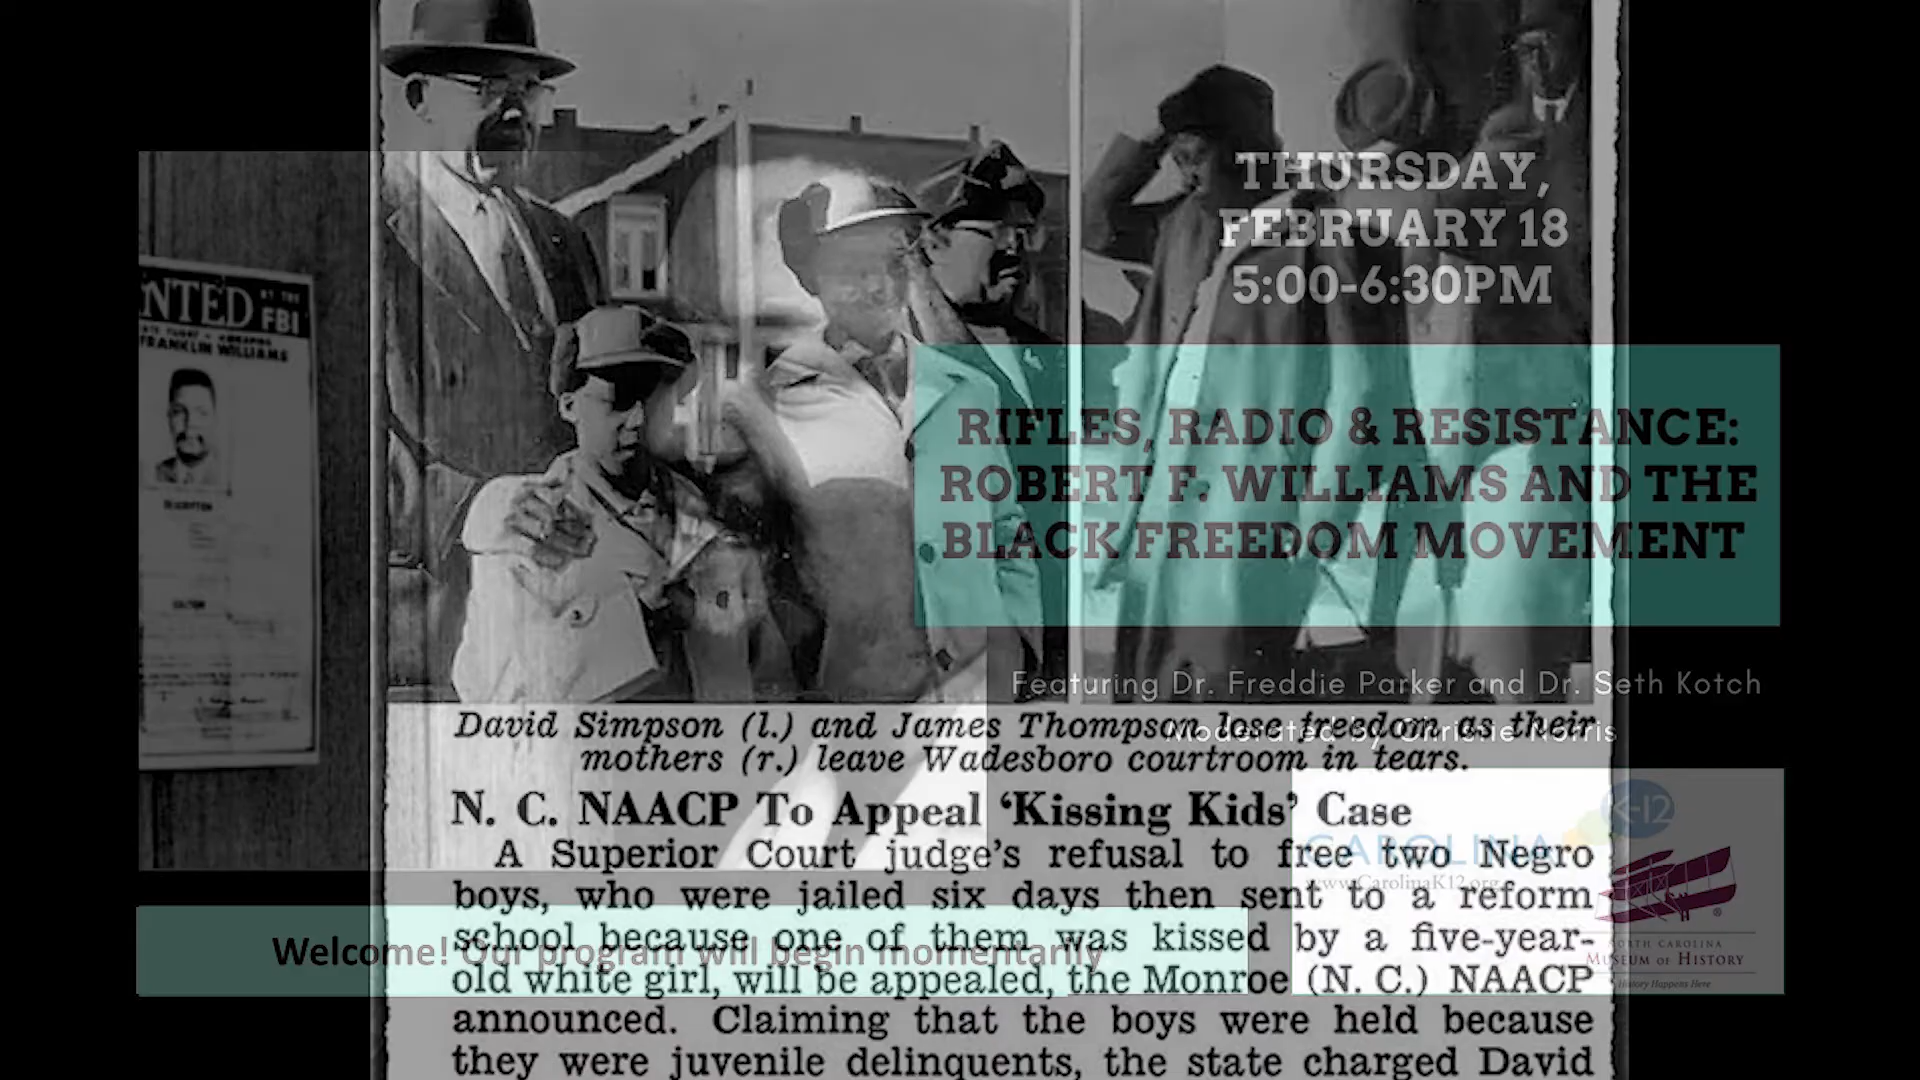 NTED BY THE
FBI
FRANKLIN WILLIAMS
DESCRIPTION
CAUTION
THURSDAY,
FEBRUARY 18
5:00-6:30PM
RIFLES, RADIO & RESISTANCE:
ROBERT F. WILLIAMS AND THE
BLACK FREEDOM MOVEMENT
Featuring Dr. Freddie Parker and Dr. Seth Kotch
Moderated by Christie Norris
David Simpson (l.) and James Thompson lose freedom as their
mothers (r.) leave Wadesboro courtroom in tears.
N. C. NAACP To Appeal ‘Kissing Kids’ Case
A Superior Court judge's refusal to free two Negro
boys, who were jailed six days then sent to a reform
school because one of them was kissed by a five-year-
old white girl, will be appealed, the Monroe (N. C.) NAACP
announced. Claiming that the boys were held because
they were juvenile delinquents, the state charged David
Welcome! Our program will begin momentarily
K-12
CAROLINA
www.CarolinaK12.org
NORTH CAROLINA
MUSEUM OF HISTORY
History Happens Here